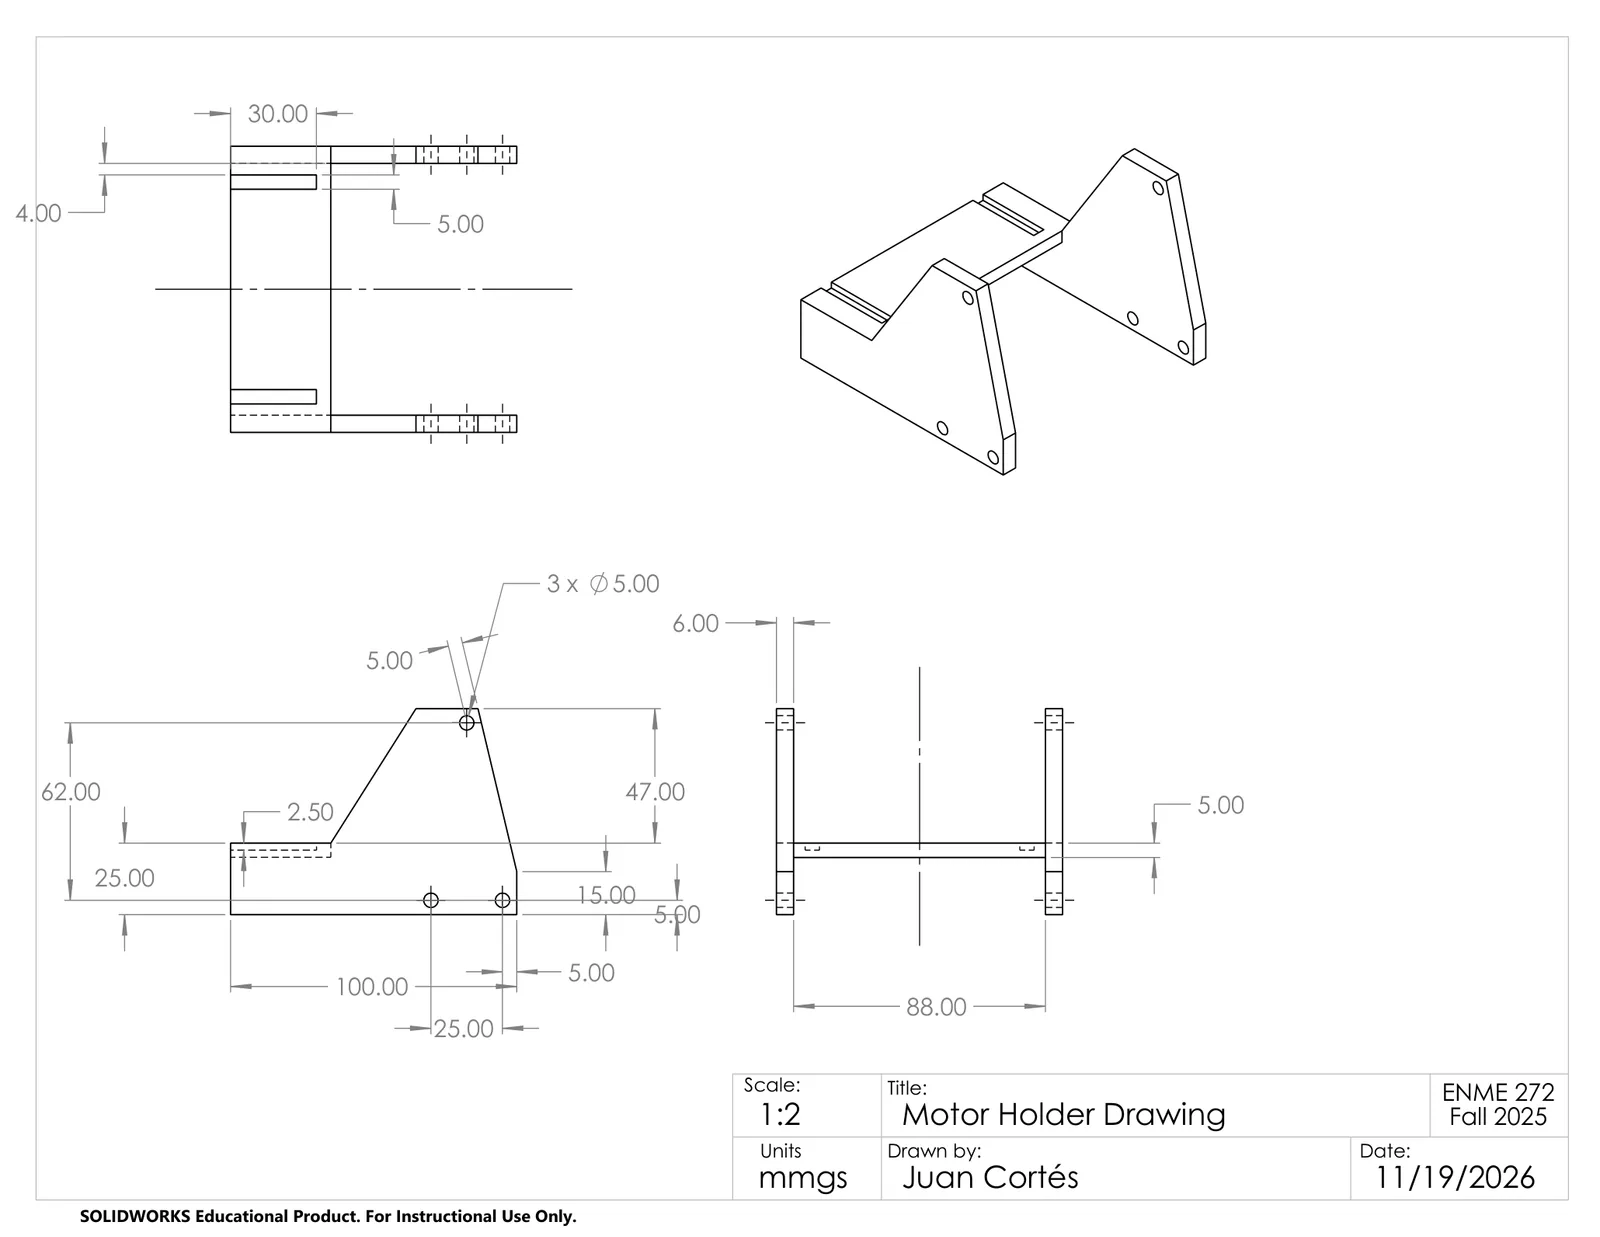 30.00
4.00
5.00
3 x ∅5.00
5.00
6.00
62.00
2.50
47.00
5.00
25.00
15.00
5.00
5.00
100.00
25.00
88.00
Scale:
1:2
Title:
Motor Holder Drawing
ENME 272
Fall 2025
Units
mmgs
Drawn by:
Juan Cortés
Date:
11/19/2026
SOLIDWORKS Educational Product. For Instructional Use Only.